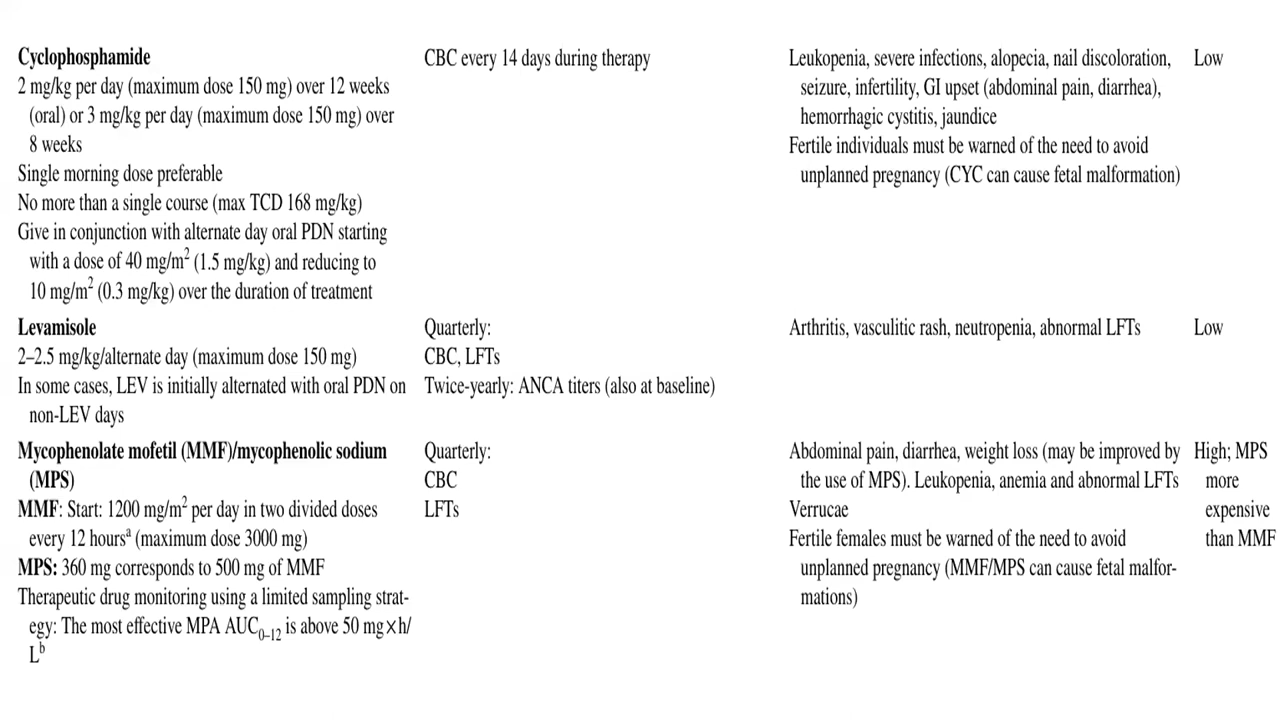 Cyclophosphamide
2 mg/kg per day (maximum dose 150 mg) over 12 weeks
(oral) or 3 mg/kg per day (maximum dose 150 mg) over
8 weeks
Single morning dose preferable
No more than a single course (max TCD 168 mg/kg)
Give in conjunction with alternate day oral PDN starting
with a dose of 40 mg/m² (1.5 mg/kg) and reducing to
10 mg/m² (0.3 mg/kg) over the duration of treatment
CBC every 14 days during therapy
Leukopenia, severe infections, alopecia, nail discoloration,
seizure, infertility, GI upset (abdominal pain, diarrhea),
hemorrhagic cystitis, jaundice
Fertile individuals must be warned of the need to avoid
unplanned pregnancy (CYC can cause fetal malformation)
Low
Levamisole
2–2.5 mg/kg/alternate day (maximum dose 150 mg)
In some cases, LEV is initially alternated with oral PDN on
non-LEV days
Quarterly:
CBC, LFTs
Twice-yearly: ANCA titers (also at baseline)
Arthritis, vasculitic rash, neutropenia, abnormal LFTs
Low
Mycophenolate mofetil (MMF)/mycophenolic sodium
(MPS)
MMF: Start: 1200 mg/m² per day in two divided doses
every 12 hoursᵃ (maximum dose 3000 mg)
MPS: 360 mg corresponds to 500 mg of MMF
Therapeutic drug monitoring using a limited sampling strat-
egy: The most effective MPA AUC₀₋₁₂ is above 50 mg×h/
Lᵇ
Quarterly:
CBC
LFTs
Abdominal pain, diarrhea, weight loss (may be improved by
the use of MPS). Leukopenia, anemia and abnormal LFTs
Verrucae
Fertile females must be warned of the need to avoid
unplanned pregnancy (MMF/MPS can cause fetal malfor-
mations)
High; MPS
more
expensive
than MMF